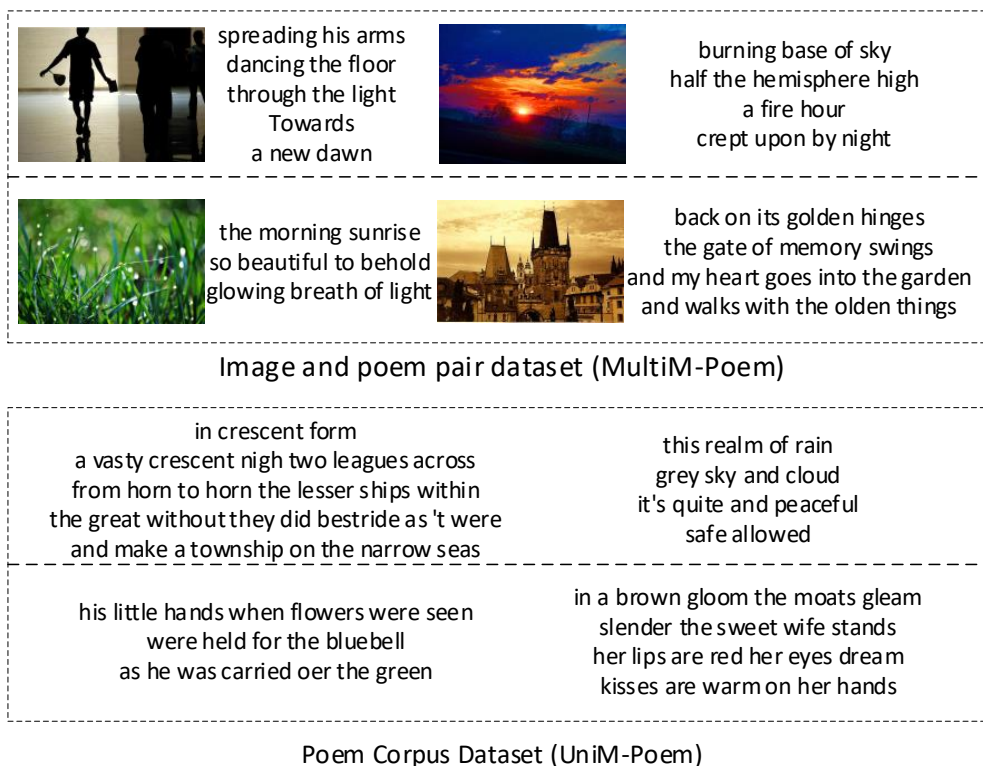 spreading his arms
dancing the floor
through the light
Towards
a new dawn
burning base of sky
half the hemisphere high
a fire hour
crept upon by night
the morning sunrise
so beautiful to behold
glowing breath of light
back on its golden hinges
the gate of memory swings
and my heart goes into the garden
and walks with the olden things
Image and poem pair dataset (MultiM-Poem)
in crescent form
a vasty crescent nigh two leagues across
from horn to horn the lesser ships within
the great without they did bestride as 't were
and make a township on the narrow seas
this realm of rain
grey sky and cloud
it's quite and peaceful
safe allowed
his little hands when flowers were seen
were held for the bluebell
as he was carried oer the green
in a brown gloom the moats gleam
slender the sweet wife stands
her lips are red her eyes dream
kisses are warm on her hands
Poem Corpus Dataset (UniM-Poem)